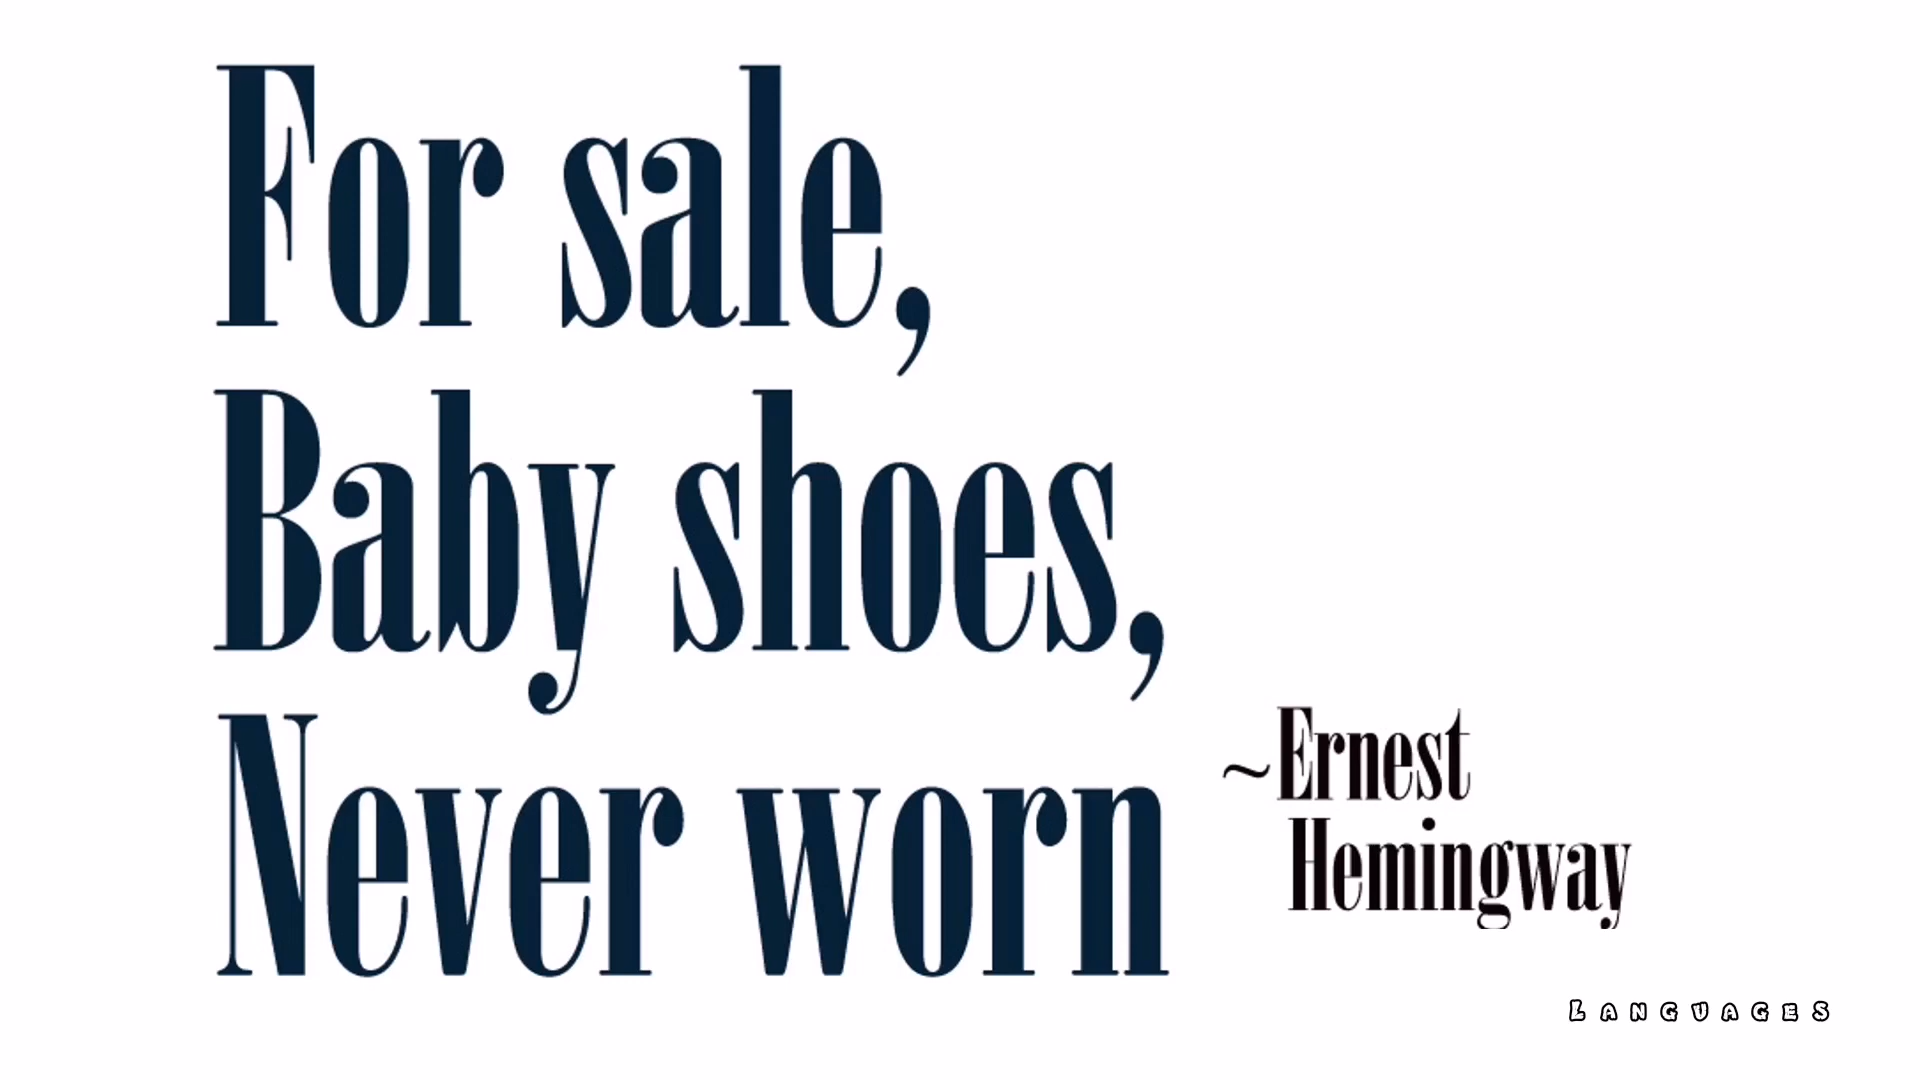 For sale,
Baby shoes,
Never worn
~Ernest
Hemingway
LANGUAGES